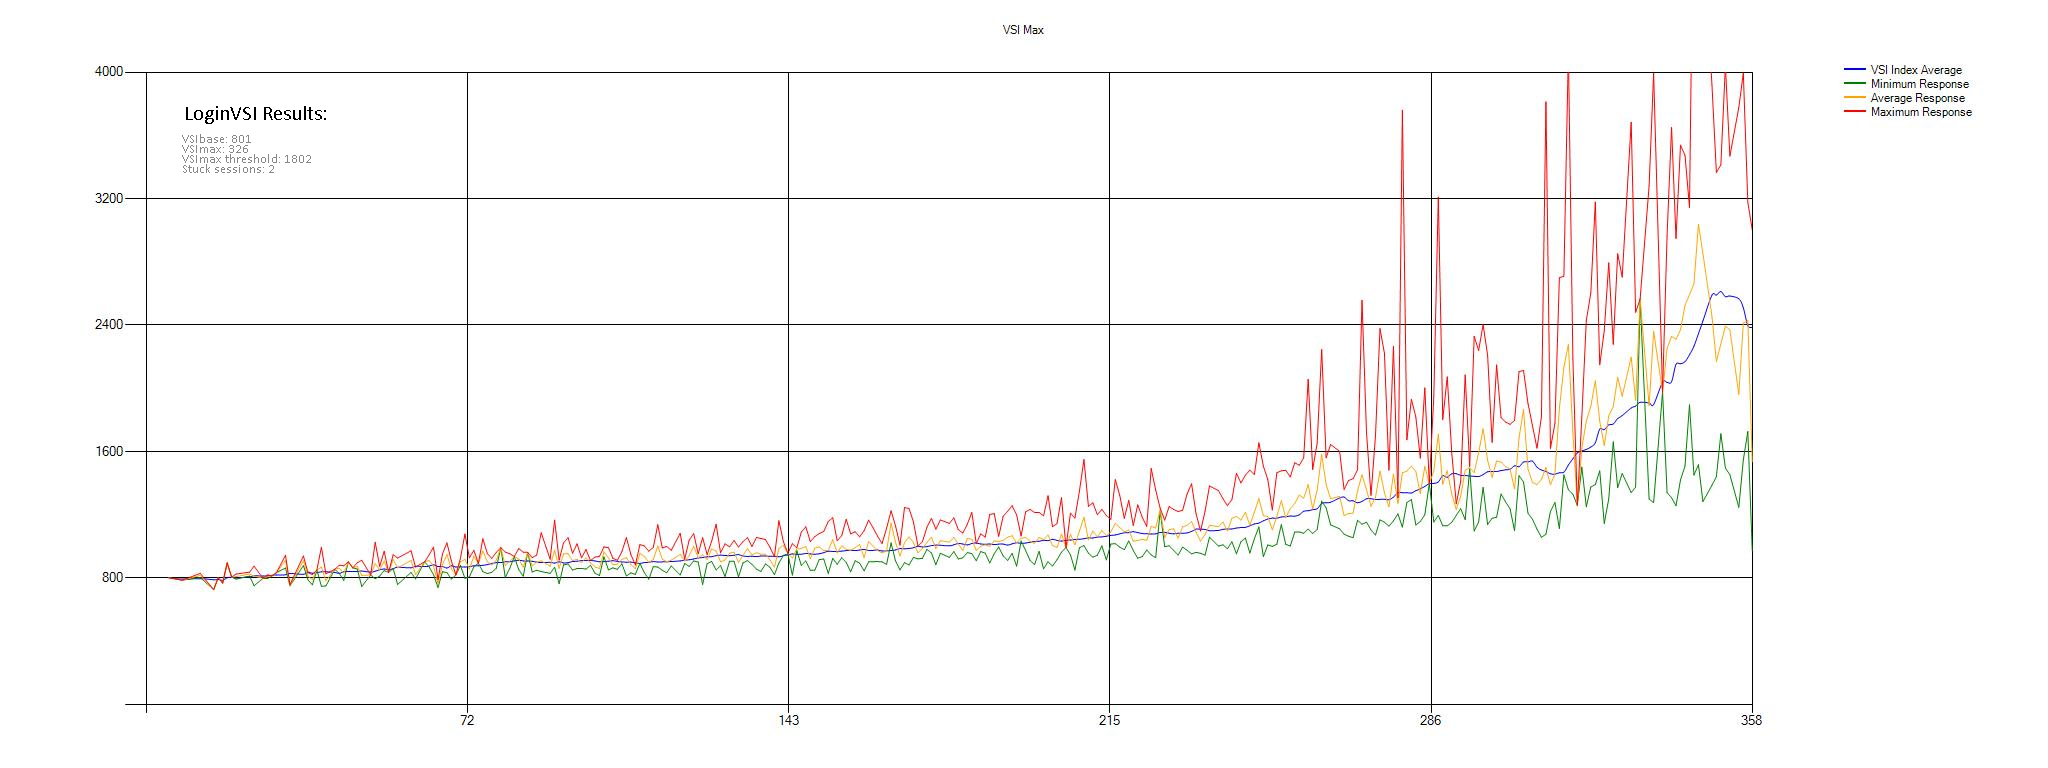 VSI Max
4000
3200
2400
1600
800
72
143
215
286
358
LoginVSI Results:
VSIbase: 801
VSImax: 326
VSImax threshold: 1802
Stuck sessions: 2
VSI Index Average
Minimum Response
Average Response
Maximum Response